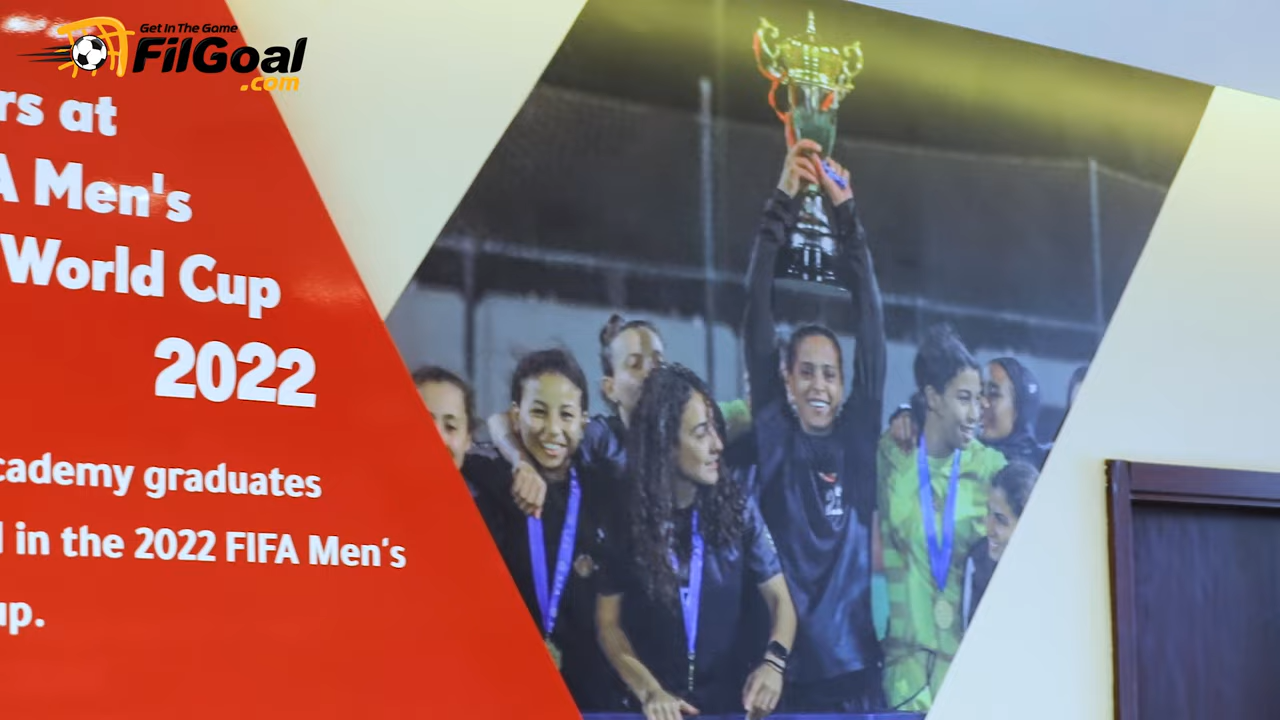 Get In The Game
FilGoal
.com
rs at
A Men's
World Cup
2022
cademy graduates
l in the 2022 FIFA Men's
up.